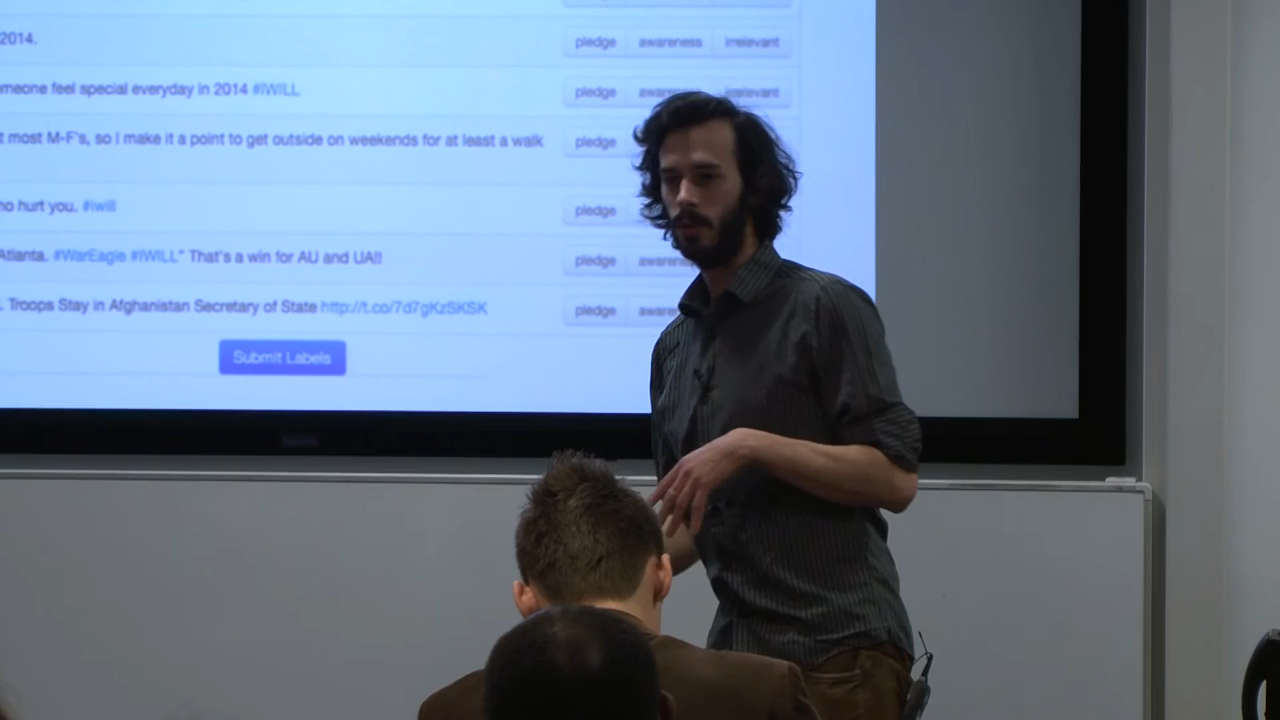 2014.
pledge awareness irrelevant
meone feel special everyday in 2014 #IWILL
pledge awareness irrelevant
t most M-F's, so I make it a point to get outside on weekends for at least a walk
pledge
no hurt you. #iwill
pledge
Atlanta. #WarEagle #IWILL" That's a win for AU and UA!!
pledge awareness
. Troops Stay in Afghanistan Secretary of State http://t.co/7d7gKzSKSK
pledge aware
Submit Labels